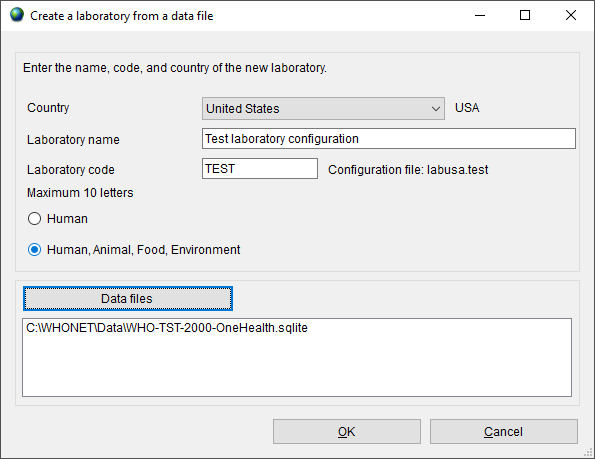 Create a laboratory from a data file
Enter the name, code, and country of the new laboratory.
Country United States USA
Laboratory name Test laboratory configuration
Laboratory code TEST Configuration file: labusa.test
Maximum 10 letters
Human
Human, Animal, Food, Environment
Data files
C:\WHONET\Data\WHO-TST-2000-OneHealth.sqlite
OK Cancel